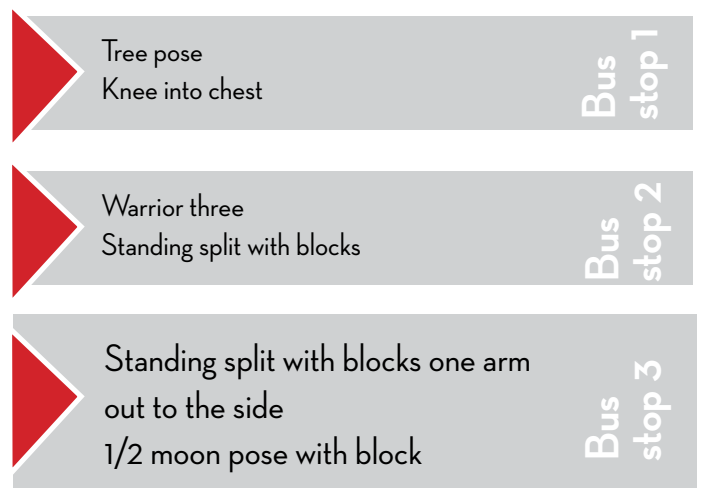 Tree pose
Knee into chest
Bus
stop 1
Warrior three
Standing split with blocks
Bus
stop 2
Standing split with blocks one arm
out to the side
1/2 moon pose with block
Bus
stop 3